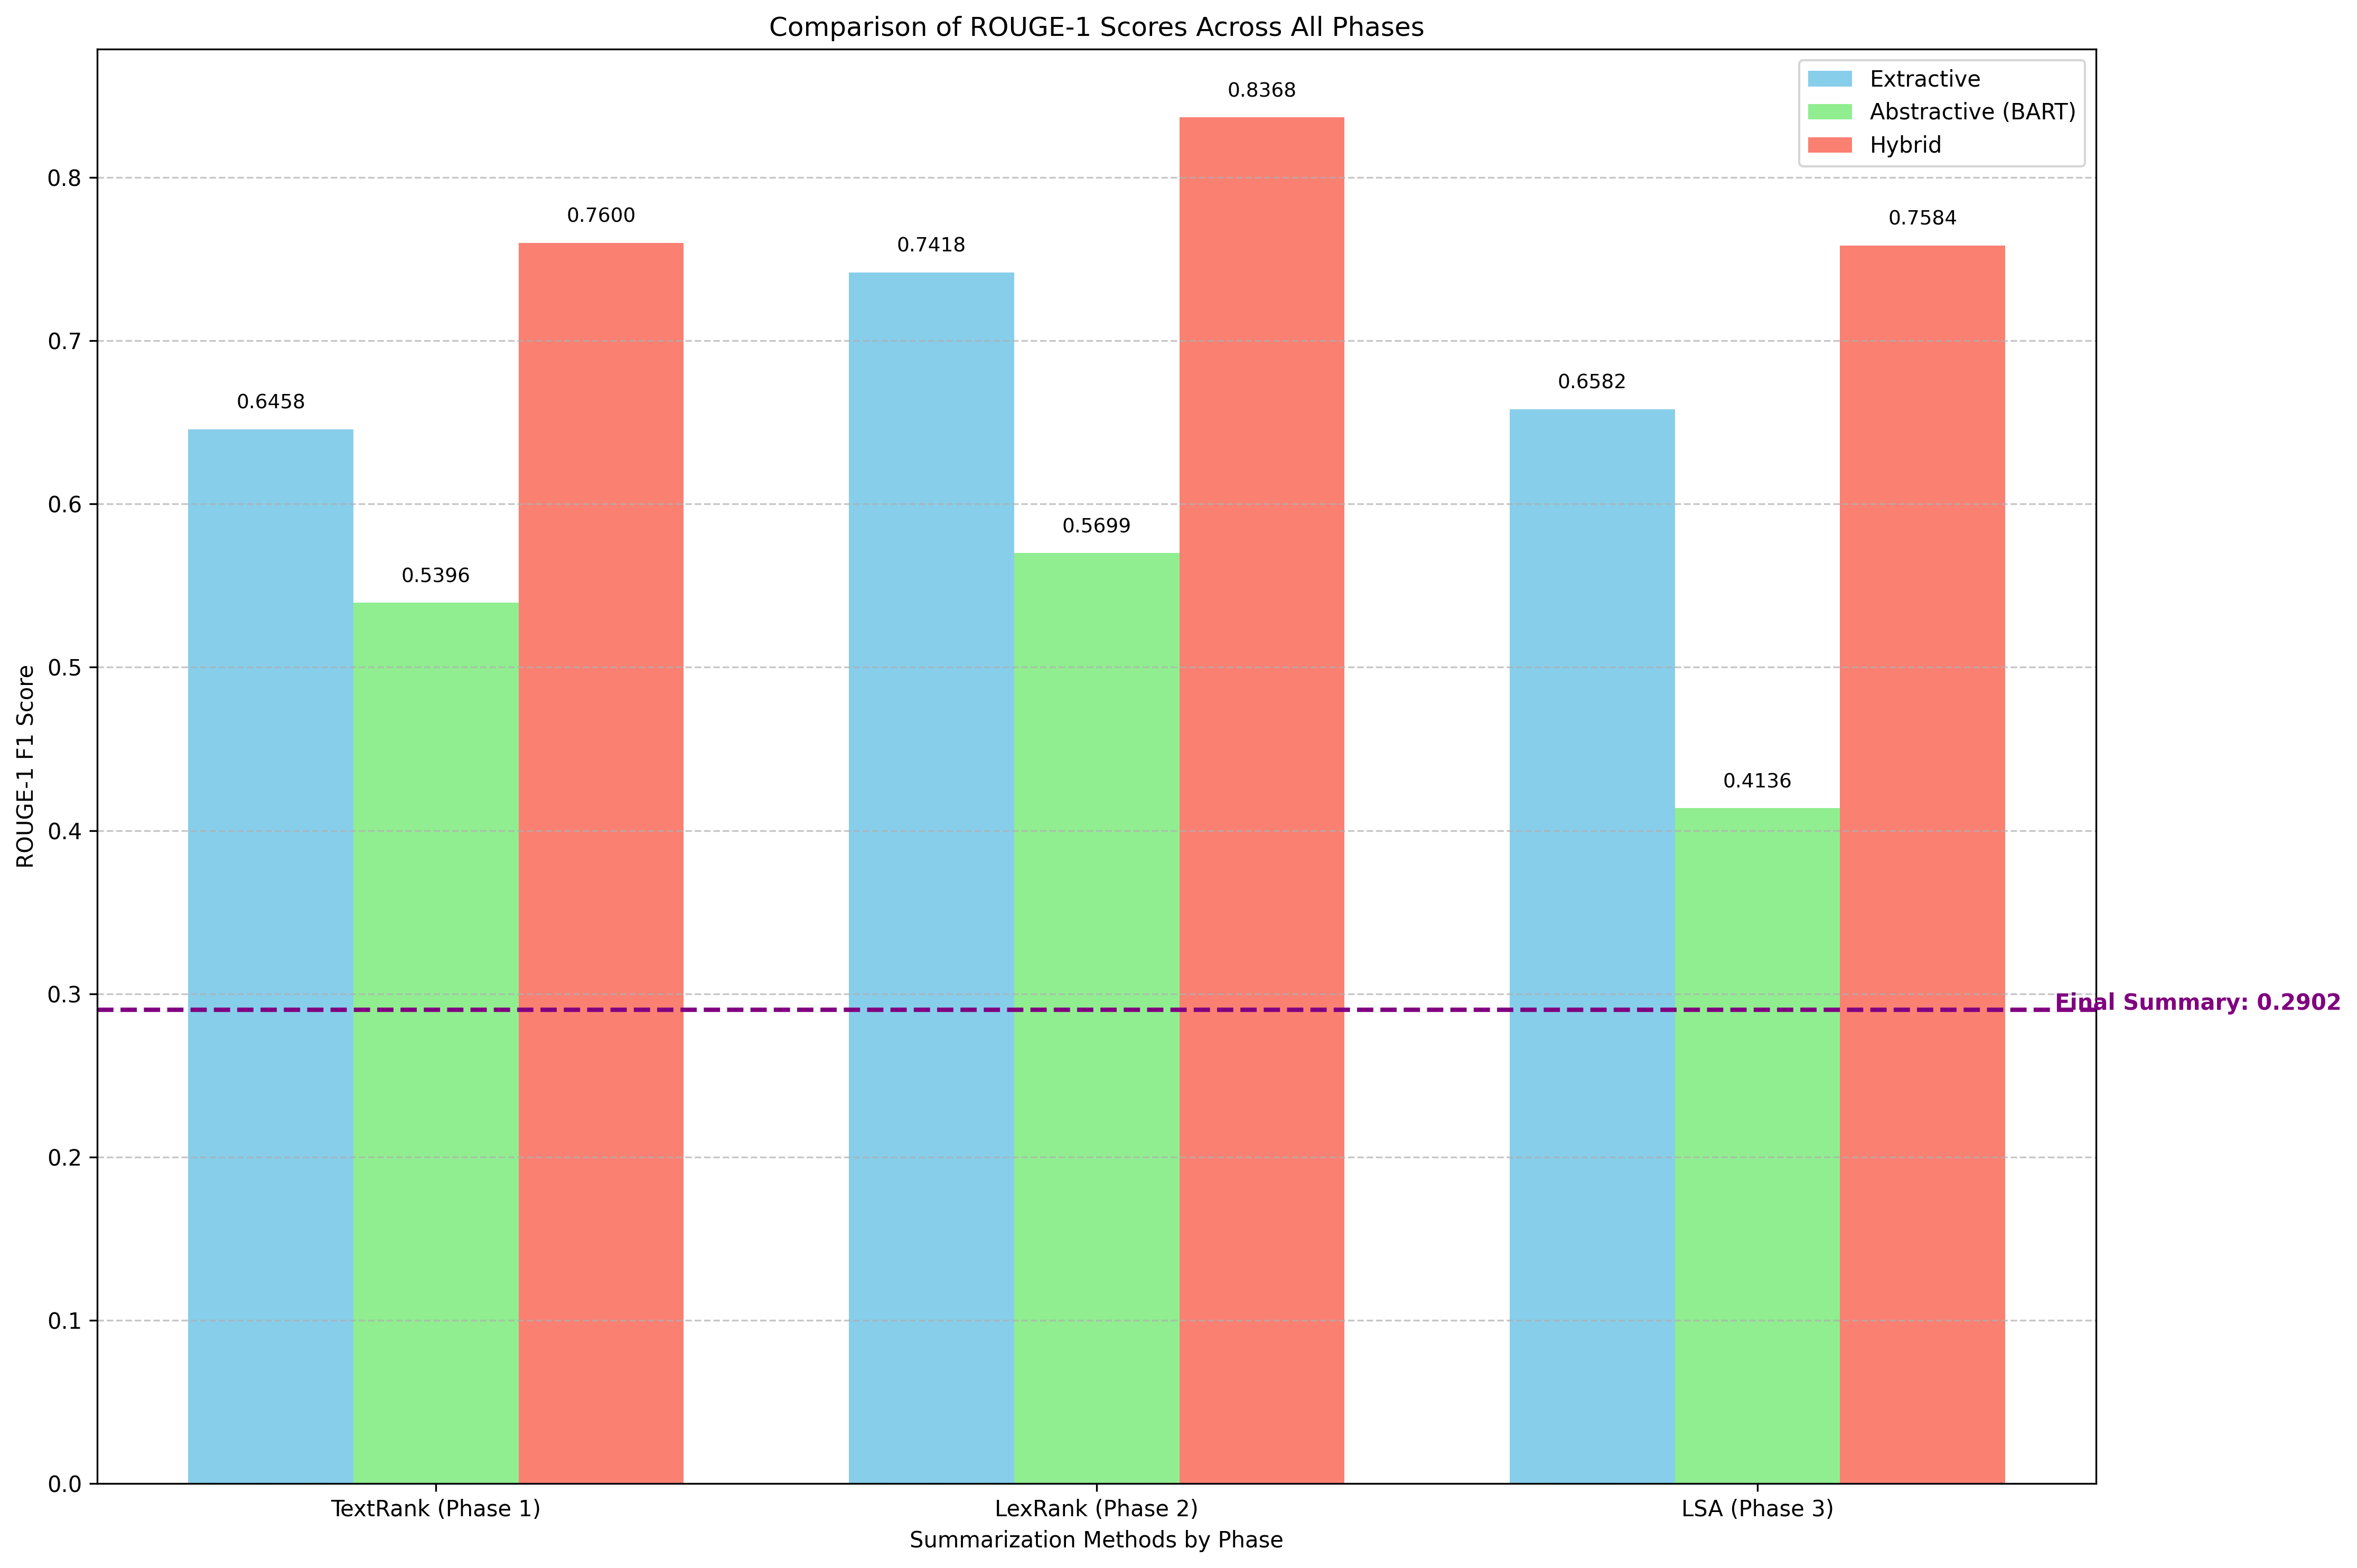 Comparison of ROUGE-1 Scores Across All Phases
Extractive
Abstractive (BART)
Hybrid
ROUGE-1 F1 Score
0.8
0.7
0.6
0.5
0.4
0.3
0.2
0.1
0.0
0.6458
0.5396
0.7600
0.7418
0.5699
0.8368
0.6582
0.4136
0.7584
Final Summary: 0.2902
TextRank (Phase 1)
LexRank (Phase 2)
LSA (Phase 3)
Summarization Methods by Phase